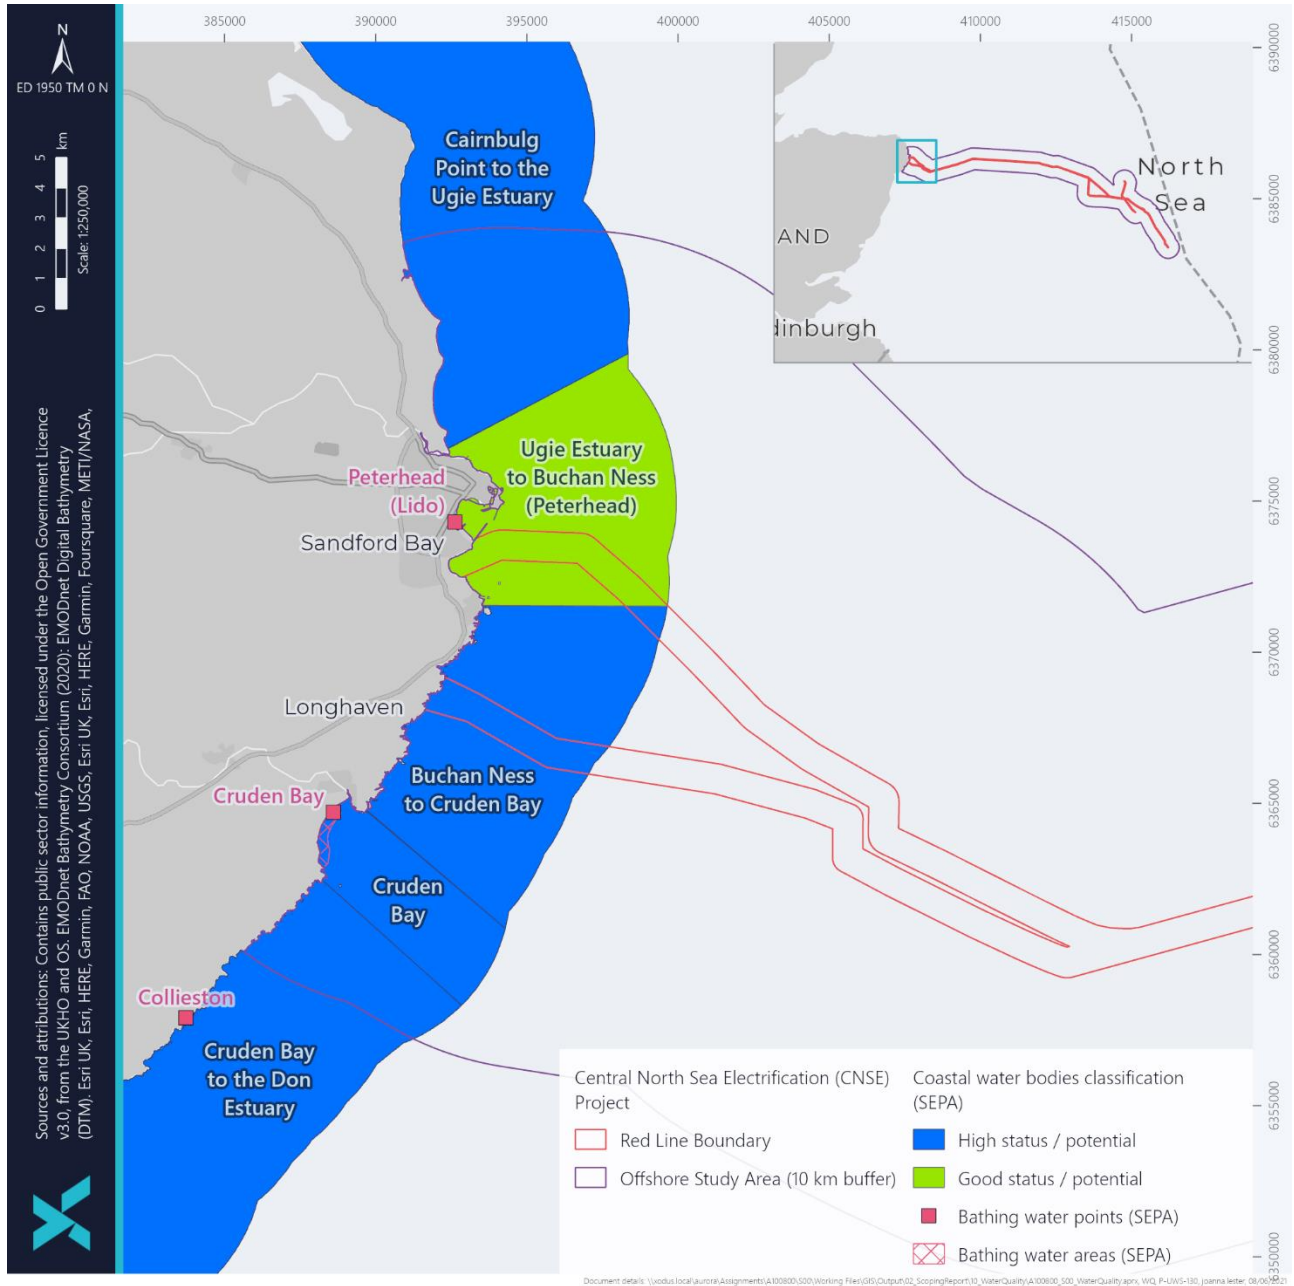 385000
390000
395000
400000
405000
410000
415000
N
ED 1950 TM 0 N
0 1 2 3 4 5 km
Scale: 1:250,000
Sources and attributions: Contains public sector information, licensed under the Open Government Licence
v3.0, from the UKHO and OS. EMODnet Bathymetry Consortium (2020): EMODnet Digital Bathymetry
(DTM). Esri UK, Esri, HERE, Garmin, FAO, NOAA, USGS, Esri UK, Esri, HERE, Garmin, Foursquare, METI/NASA,
6390000
6385000
6380000
6375000
6370000
6365000
6360000
6355000
6350000
North
Sea
AND
dinburgh
Cairnbulg
Point to the
Ugie Estuary
Ugie Estuary
to Buchan Ness
(Peterhead)
Peterhead
(Lido)
Sandford Bay
Longhaven
Buchan Ness
to Cruden Bay
Cruden Bay
Cruden
Bay
Collieston
Cruden Bay
to the Don
Estuary
Central North Sea Electrification (CNSE)
Project
Red Line Boundary
Offshore Study Area (10 km buffer)
Coastal water bodies classification
(SEPA)
High status / potential
Good status / potential
Bathing water points (SEPA)
Bathing water areas (SEPA)